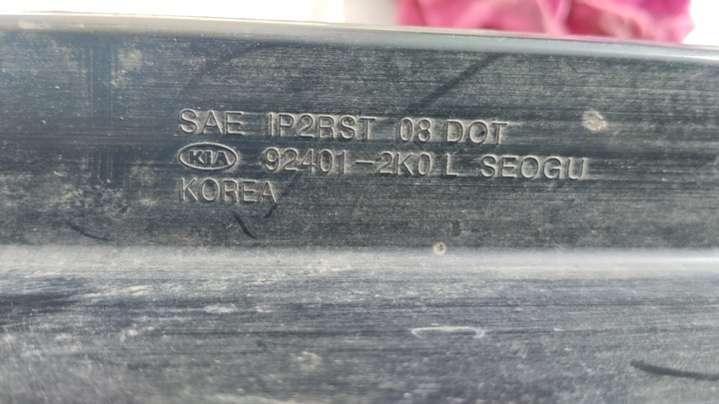 SAE IP2RST 08 DOT
KIA 92401-2K0 L SEOGU
KOREA